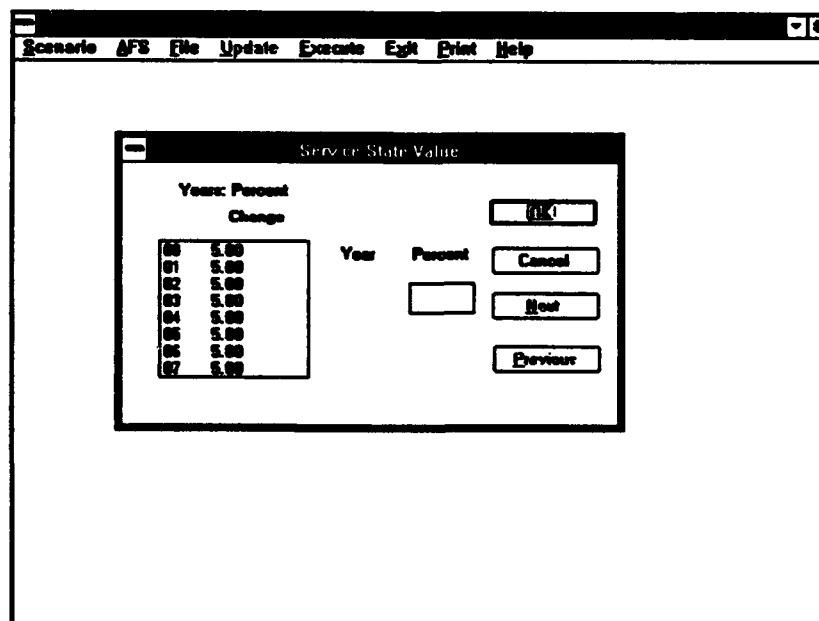 Scenario AFS File Update Execute Exit Print Help
Service State Value
Years: Percent
Change
OK
00 5.00
01 5.00
02 5.00
03 5.00
04 5.00
05 5.00
06 5.00
07 5.00
Year Percent
Cancel
Next
Previous